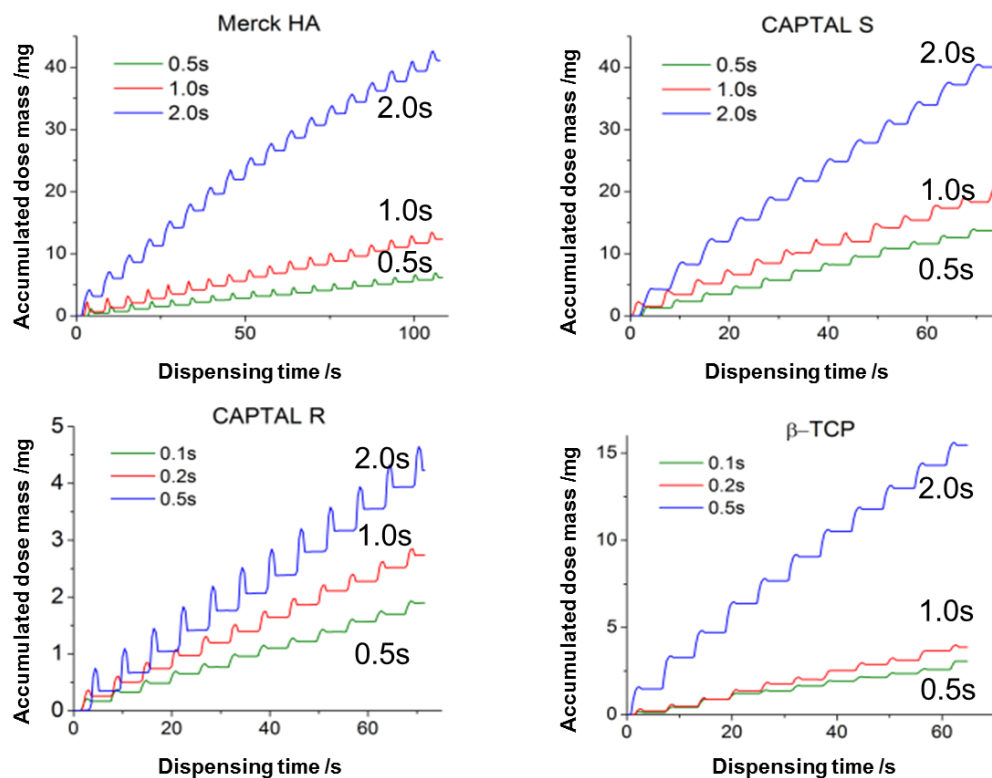 Merck HA
Accumulated dose mass /mg
40
30
20
10
0
0.5s
1.0s
2.0s
2.0s
1.0s
0.5s
0
50
100
Dispensing time /s
CAPTAL S
Accumulated dose mass /mg
40
30
20
10
0
0.5s
1.0s
2.0s
2.0s
1.0s
0.5s
0
20
40
60
Dispensing time /s
CAPTAL R
Accumulated dose mass /mg
5
4
3
2
1
0
0.1s
0.2s
0.5s
2.0s
1.0s
0.5s
0
20
40
60
Dispensing time /s
β–TCP
Accumulated dose mass /mg
15
10
5
0
0.1s
0.2s
0.5s
2.0s
1.0s
0.5s
0
20
40
60
Dispensing time /s